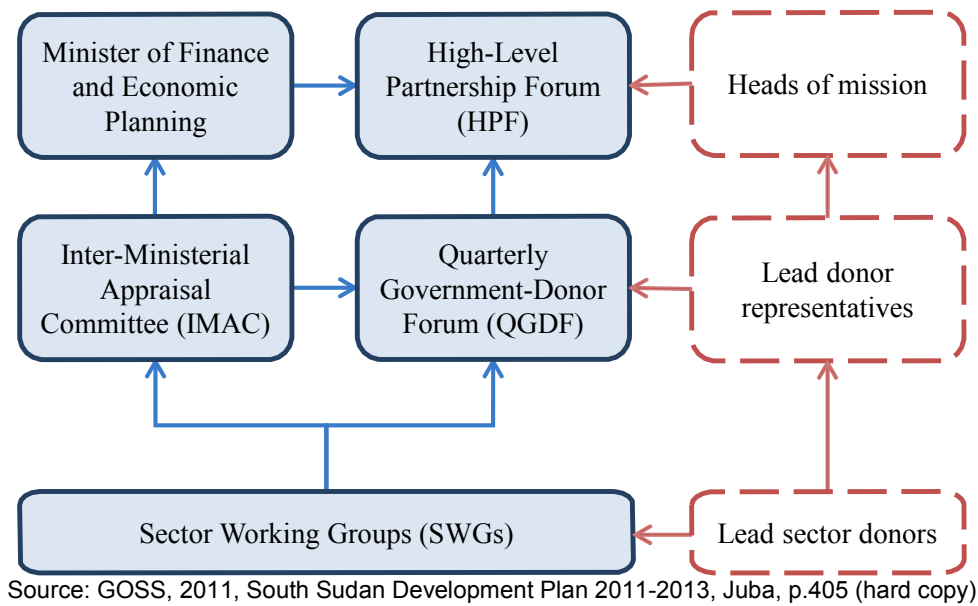 Minister of Finance
and Economic
Planning
High-Level
Partnership Forum
(HPF)
Heads of mission
Inter-Ministerial
Appraisal
Committee (IMAC)
Quarterly
Government-Donor
Forum (QGDF)
Lead donor
representatives
Sector Working Groups (SWGs)
Lead sector donors
Source: GOSS, 2011, South Sudan Development Plan 2011-2013, Juba, p.405 (hard copy)